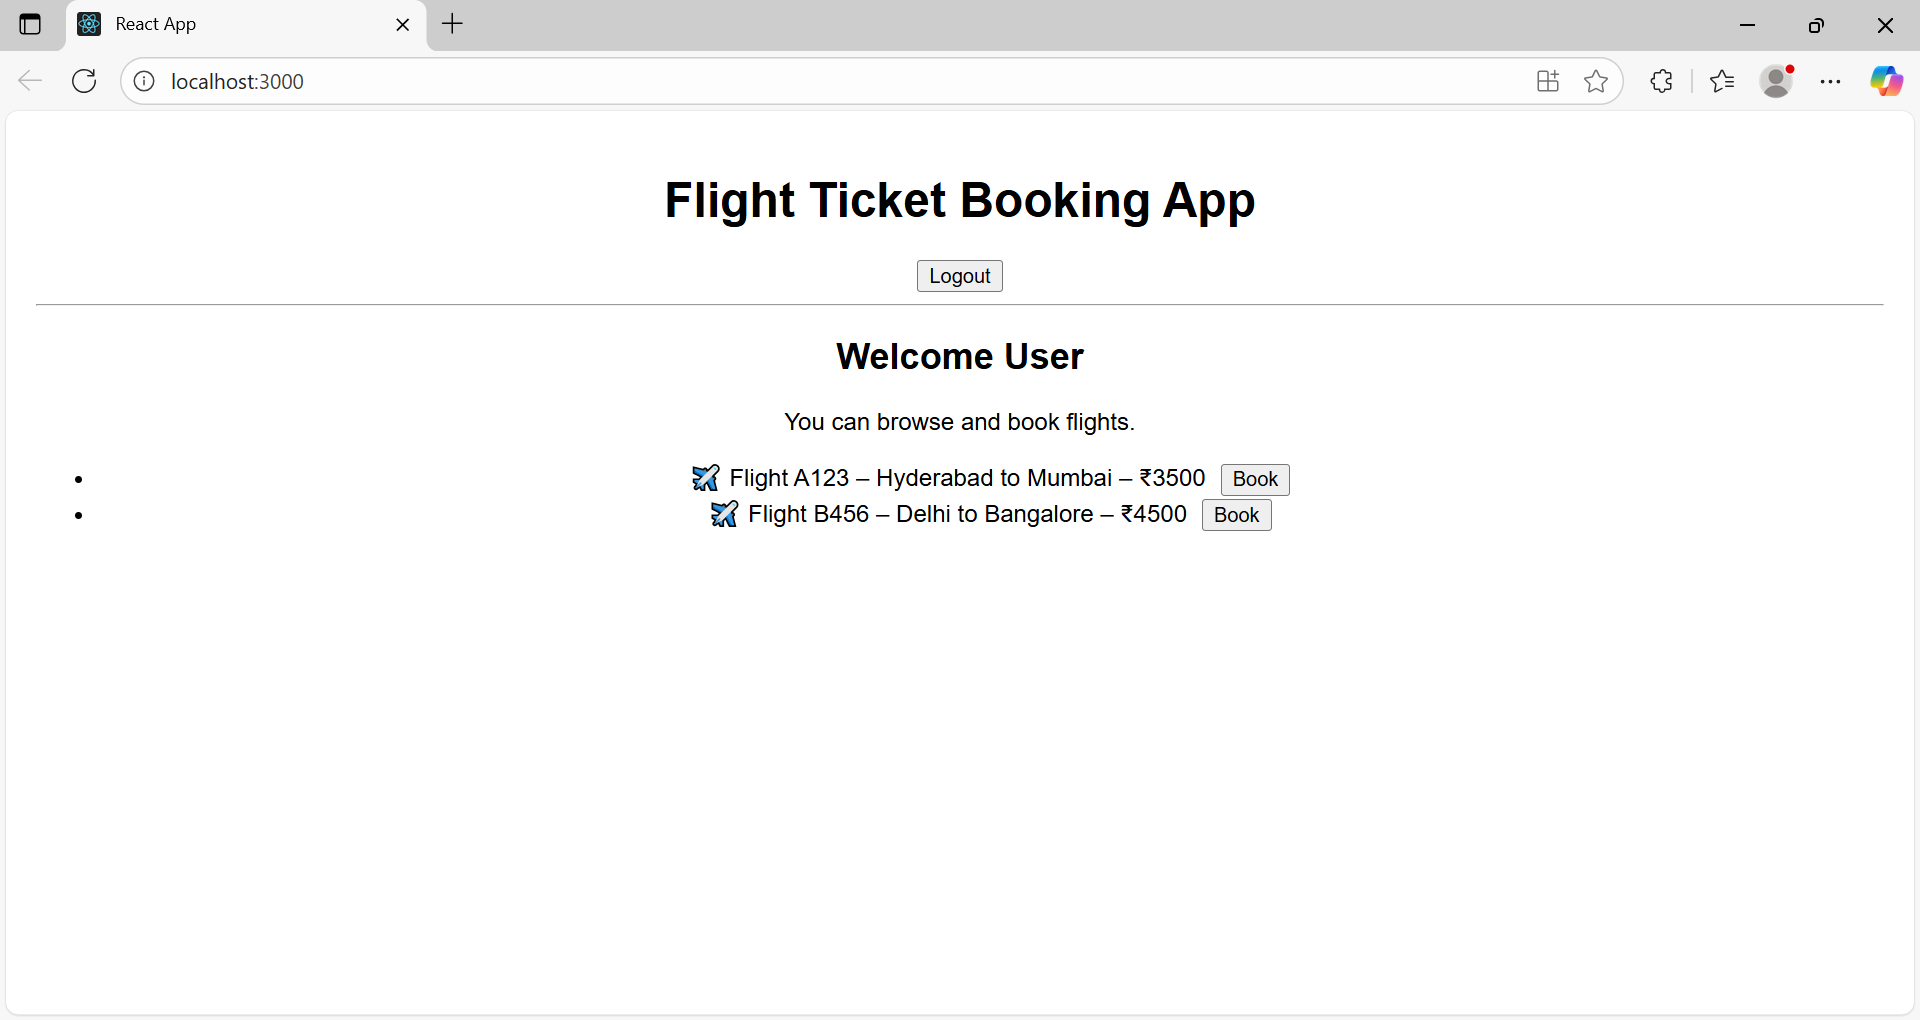 React App
localhost:3000
Flight Ticket Booking App
Logout
Welcome User
You can browse and book flights.
• ✈️ Flight A123 – Hyderabad to Mumbai – ₹3500 Book
• ✈️ Flight B456 – Delhi to Bangalore – ₹4500 Book